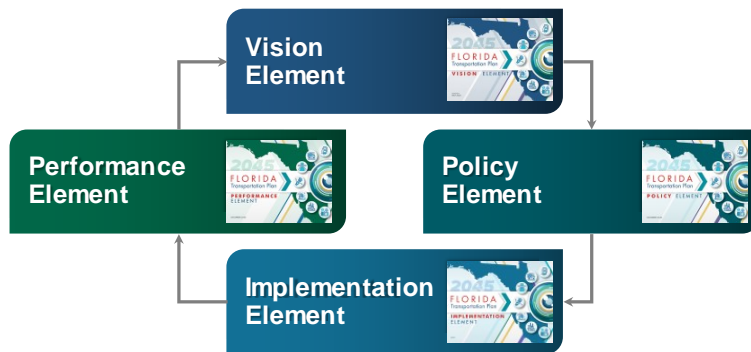 Vision
Element
2045
FLORIDA
Transportation Plan
VISION ELEMENT
Performance
Element
2045
FLORIDA
Transportation Plan
PERFORMANCE
ELEMENT
Policy
Element
2045
FLORIDA
Transportation Plan
POLICY ELEMENT
Implementation
Element
2045
FLORIDA
Transportation Plan
IMPLEMENTATION
ELEMENT